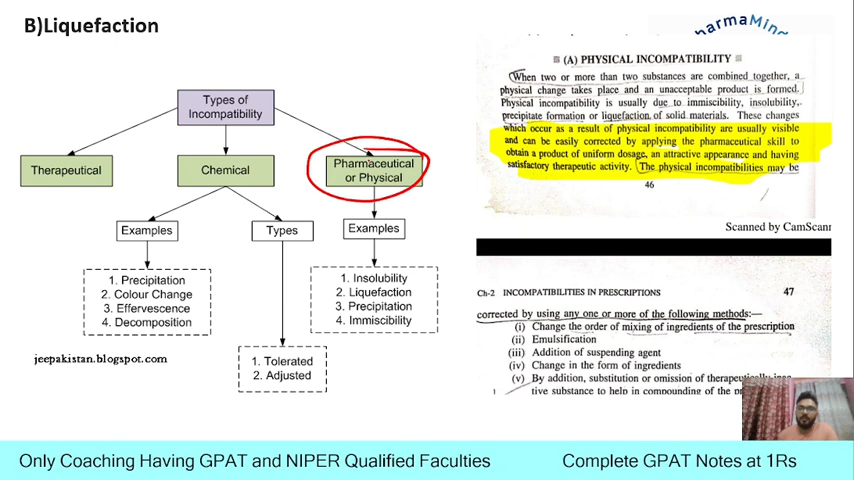 B)Liquefaction
Types of
Incompatibility
Therapeutical
Chemical
Pharmaceutical
or Physical
Examples
Types
Examples
1. Precipitation
2. Colour Change
3. Effervescence
4. Decomposition
1. Insolubility
2. Liquefaction
3. Precipitation
4. Immiscibility
1. Tolerated
2. Adjusted
jeepakistan.blogspot.com
armaMin
(A) PHYSICAL INCOMPATIBILITY
When two or more than two substances are combined together, a
physical change takes place and an unacceptable product is formed.
Physical incompatibility is usually due to immiscibility, insolubility,
precipitate formation or liquefaction of solid materials. These changes
which occur as a result of physical incompatibility are usually visible
and can be easily corrected by applying the pharmaceutical skill to
obtain a product of uniform dosage, an attractive appearance and having
satisfactory therapeutic activity. The physical incompatibilities may be
46
Scanned by CamScann
Ch-2 INCOMPATIBILITIES IN PRESCRIPTIONS 47
corrected by using any one or more of the following methods:—
(i) Change the order of mixing of ingredients of the prescription
(ii) Emulsification
(iii) Addition of suspending agent
(iv) Change in the form of ingredients
(v) By addition, substitution or omission of
tive substance to help in compounding of the
Only Coaching Having GPAT and NIPER Qualified Faculties
Complete GPAT Notes at 1Rs